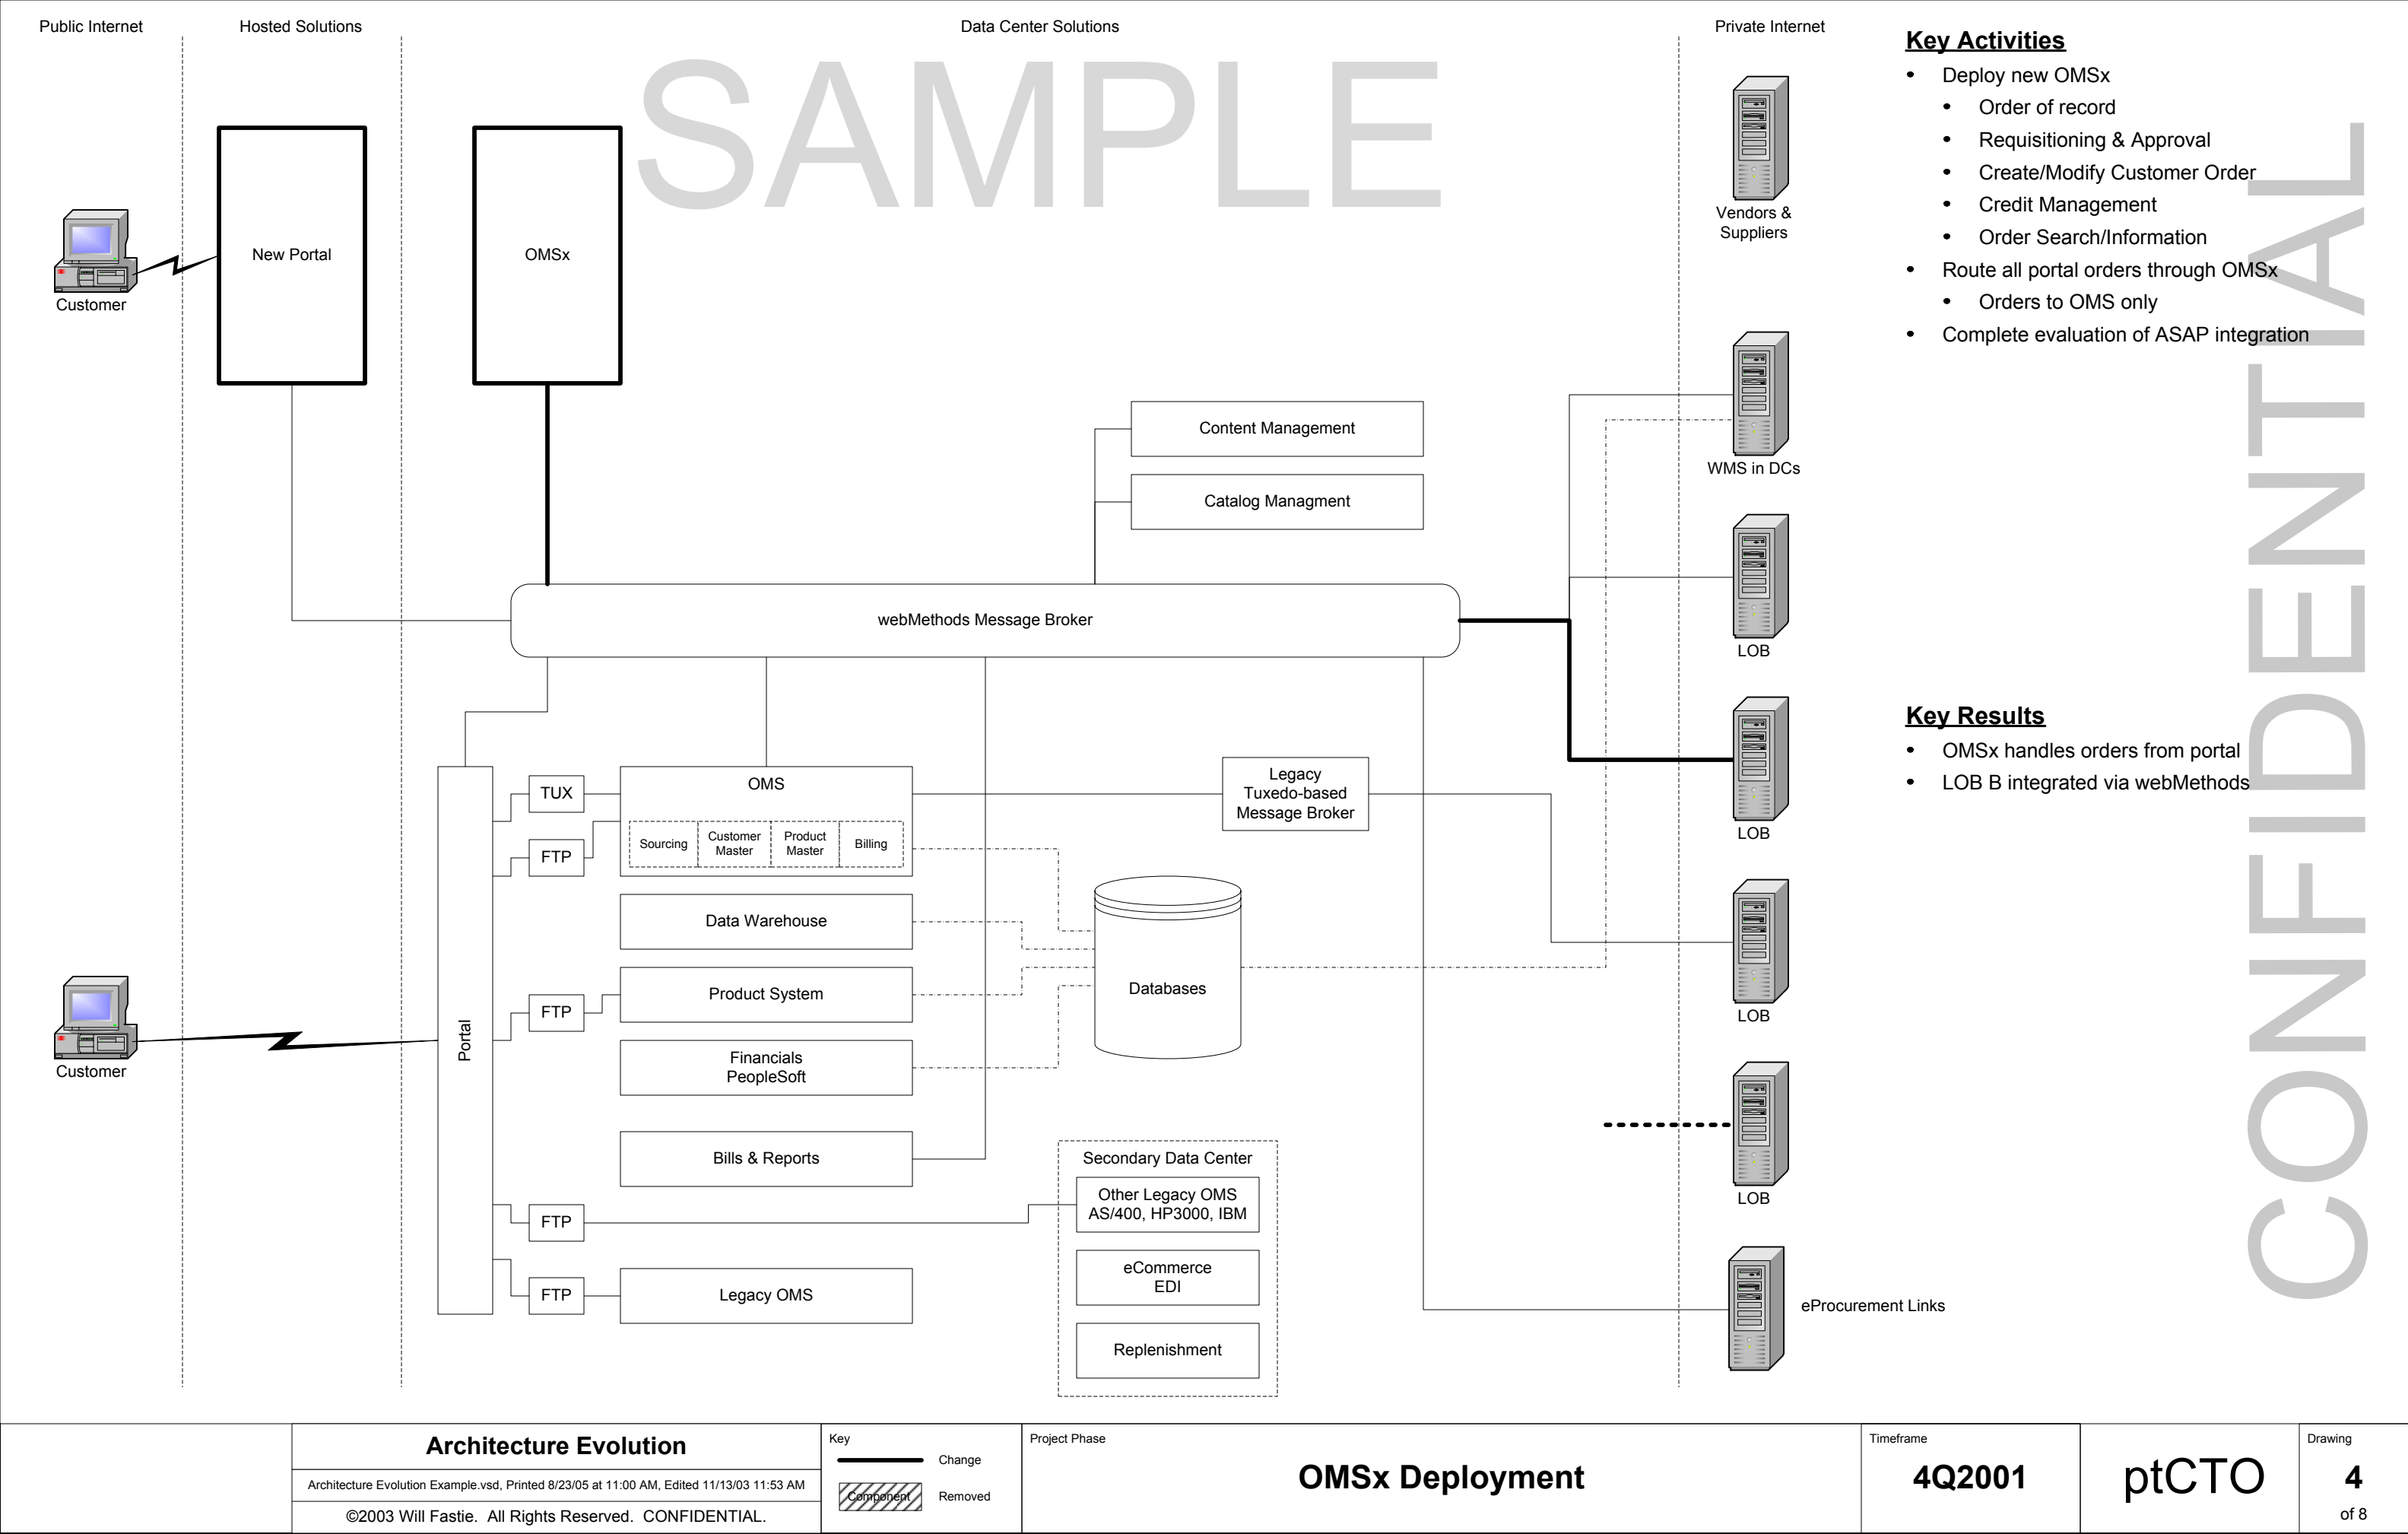 Public Internet
Hosted Solutions
Data Center Solutions
Private Internet
SAMPLE
CONFIDENTIAL
Key Activities
• Deploy new OMSx
• Order of record
• Requisitioning & Approval
• Create/Modify Customer Order
• Credit Management
• Order Search/Information
• Route all portal orders through OMSx
• Orders to OMS only
• Complete evaluation of ASAP integration
Customer
New Portal
OMSx
Vendors &
Suppliers
Content Management
Catalog Managment
WMS in DCs
webMethods Message Broker
LOB
Key Results
• OMSx handles orders from portal
• LOB B integrated via webMethods
TUX
OMS
Legacy
Tuxedo-based
Message Broker
LOB
FTP
Sourcing
Customer
Master
Product
Master
Billing
Data Warehouse
Databases
Product System
FTP
LOB
Portal
Customer
Financials
PeopleSoft
Bills & Reports
Secondary Data Center
Other Legacy OMS
AS/400, HP3000, IBM
LOB
FTP
eCommerce
EDI
FTP
Legacy OMS
eProcurement Links
Replenishment
Architecture Evolution
Architecture Evolution Example.vsd, Printed 8/23/05 at 11:00 AM, Edited 11/13/03 11:53 AM
©2003 Will Fastie. All Rights Reserved. CONFIDENTIAL.
Key
Change
Component
Removed
Project Phase
OMSx Deployment
Timeframe
4Q2001
ptCTO
Drawing
4
of 8